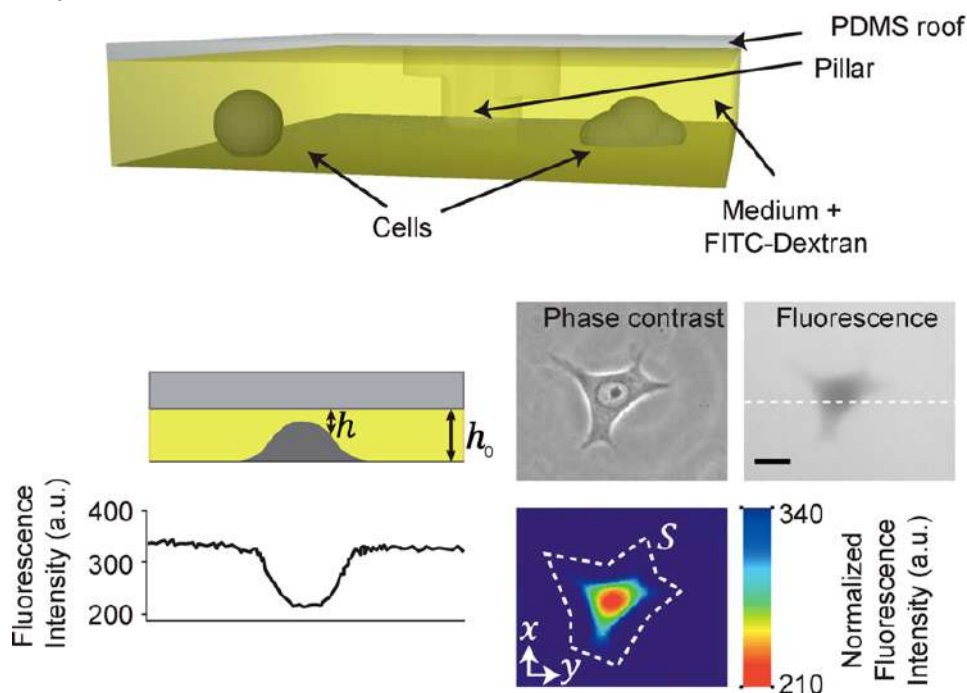 PDMS roof
Pillar
Cells
Medium +
FITC-Dextran
Phase contrast
Fluorescence
h
h₀
Fluorescence
Intensity (a.u.)
400
300
200
S
x
y
340
210
Normalized
Fluorescence
Intensity (a.u.)